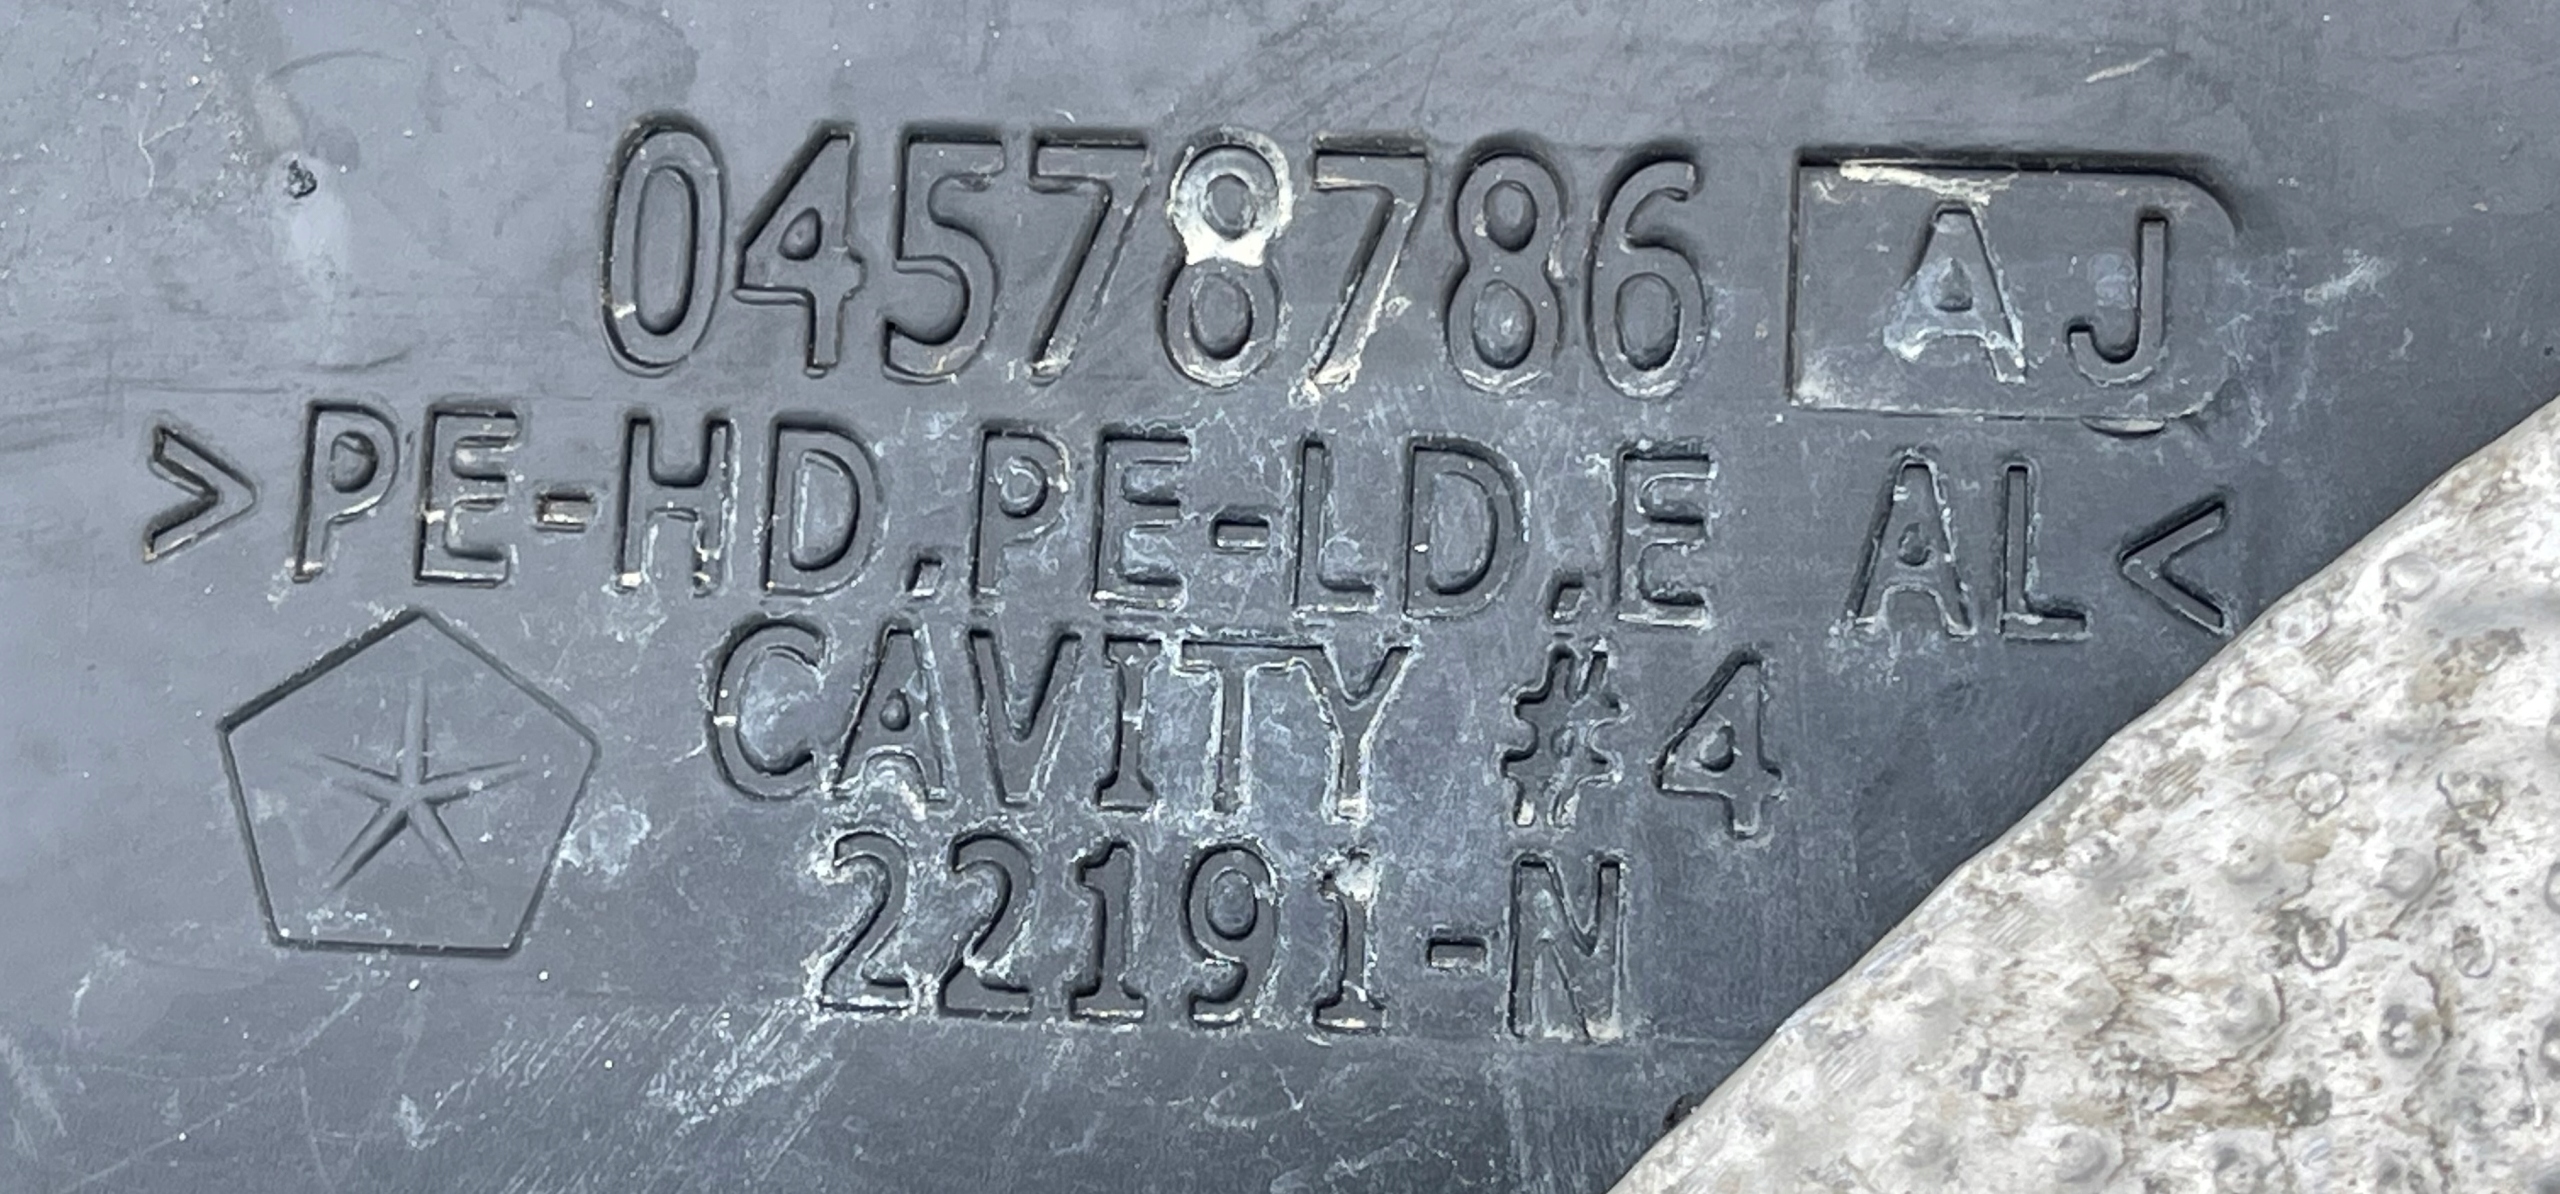 04578786 AJ
>PE-HD,PE-LD,E AL<
CAVITY #4
22191-N